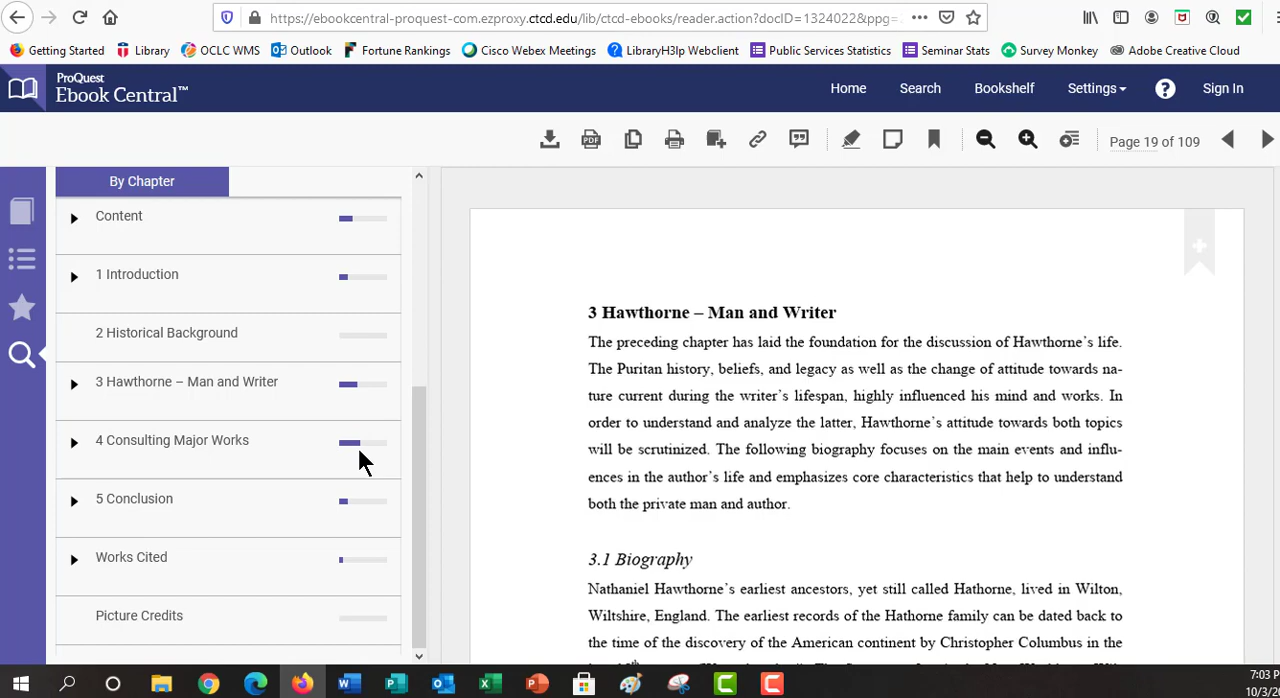 https://ebookcentral-proquest-com.ezproxy.ctcd.edu/lib/ctcd-ebooks/reader.action?docID=1324022&ppg=
Getting Started Library OCLC WMS Outlook Fortune Rankings Cisco Webex Meetings LibraryH3lp Webclient Public Services Statistics Seminar Stats Survey Monkey Adobe Creative Cloud
ProQuest
Ebook Central™
Home Search Bookshelf Settings ? Sign In
PDF
Page 19 of 109
By Chapter
Content
1 Introduction
2 Historical Background
3 Hawthorne – Man and Writer
4 Consulting Major Works
5 Conclusion
Works Cited
Picture Credits
3 Hawthorne – Man and Writer
The preceding chapter has laid the foundation for the discussion of Hawthorne's life.
The Puritan history, beliefs, and legacy as well as the change of attitude towards na-
ture current during the writer's lifespan, highly influenced his mind and works. In
order to understand and analyze the latter, Hawthorne's attitude towards both topics
will be scrutinized. The following biography focuses on the main events and influ-
ences in the author's life and emphasizes core characteristics that help to understand
both the private man and author.
3.1 Biography
Nathaniel Hawthorne's earliest ancestors, yet still called Hathorne, lived in Wilton,
Wiltshire, England. The earliest records of the Hathorne family can be dated back to
the time of the discovery of the American continent by Christopher Columbus in the
7:03 P
10/3/2